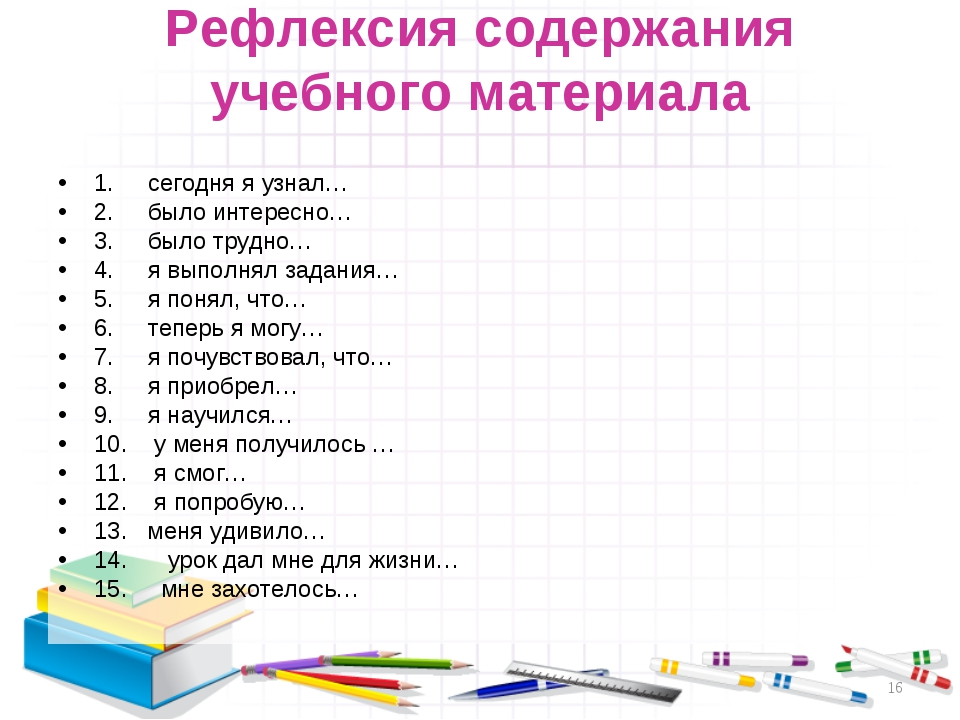 Рефлексия содержания
учебного материала
• 1. сегодня я узнал…
• 2. было интересно…
• 3. было трудно…
• 4. я выполнял задания…
• 5. я понял, что…
• 6. теперь я могу…
• 7. я почувствовал, что…
• 8. я приобрел…
• 9. я научился…
• 10. у меня получилось …
• 11. я смог…
• 12. я попробую…
• 13. меня удивило…
• 14. урок дал мне для жизни…
• 15. мне захотелось…
16